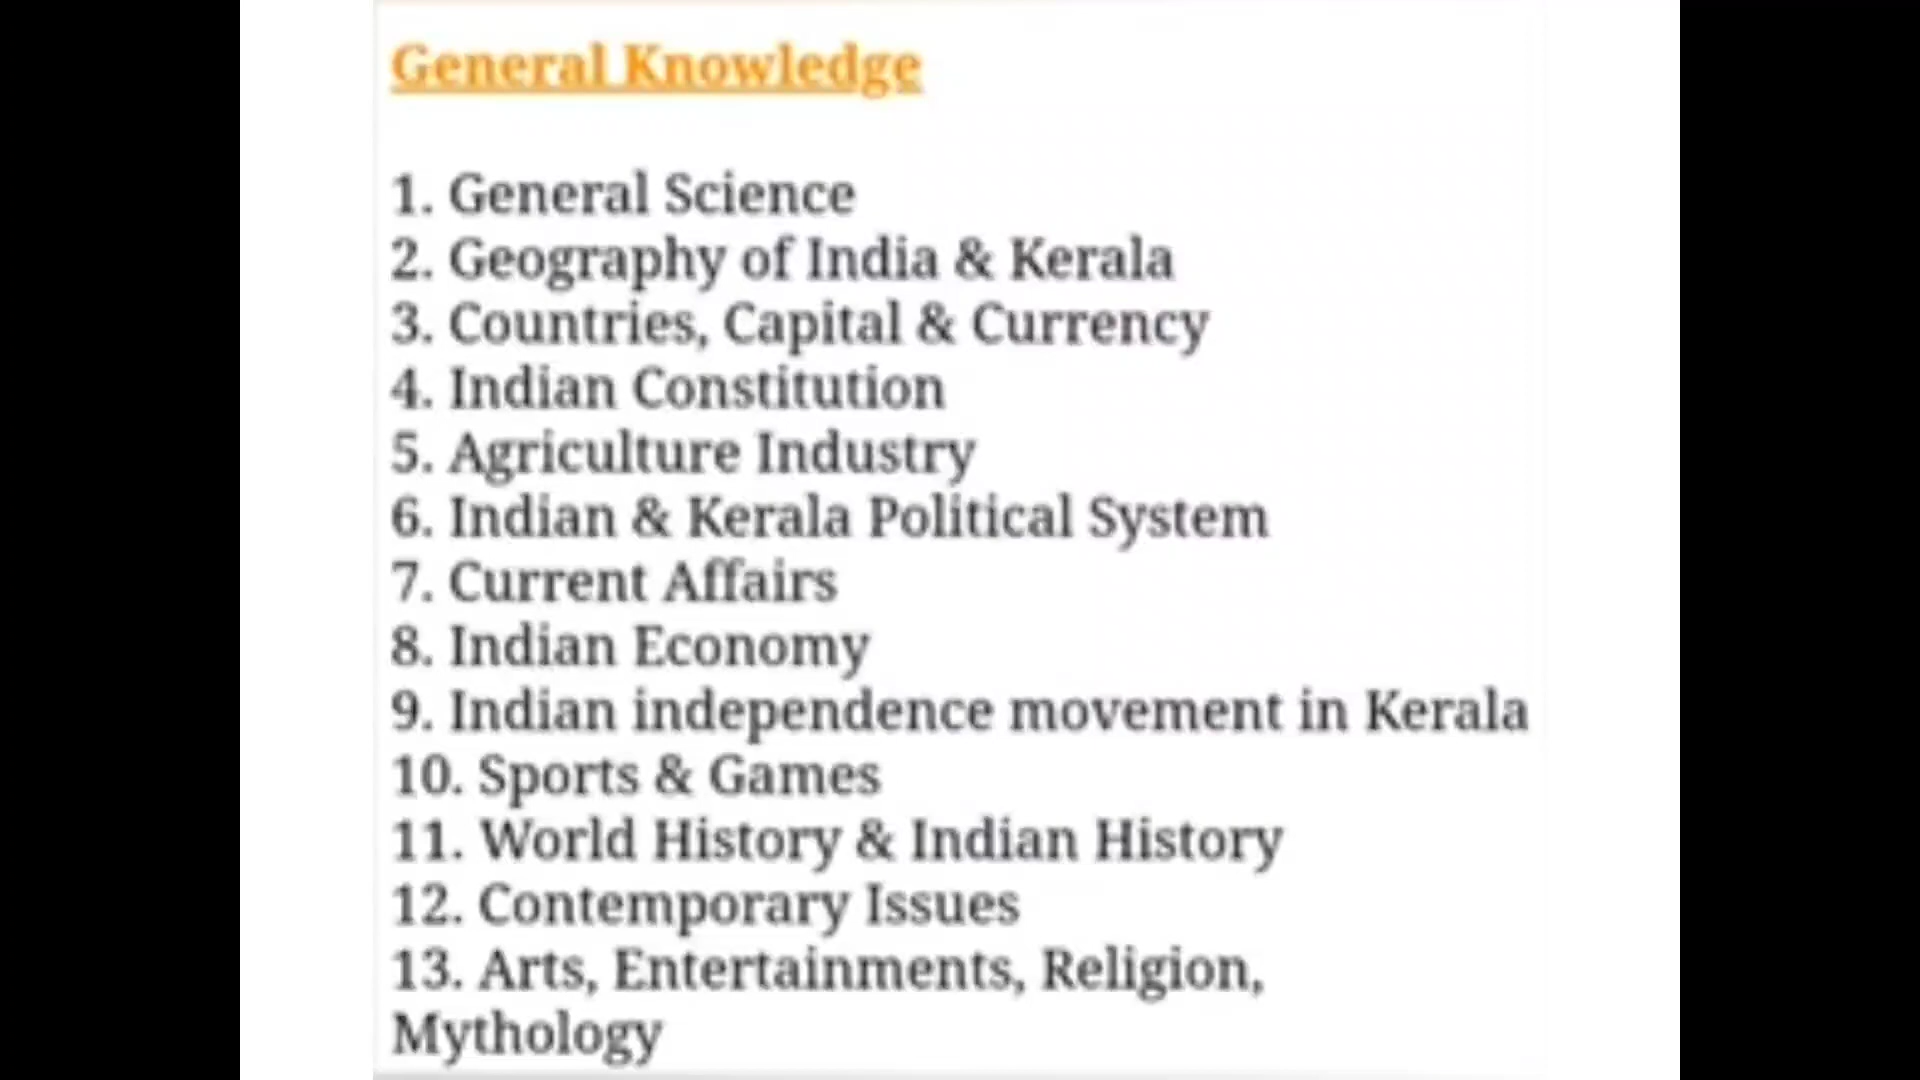 General Knowledge
1. General Science
2. Geography of India & Kerala
3. Countries, Capital & Currency
4. Indian Constitution
5. Agriculture Industry
6. Indian & Kerala Political System
7. Current Affairs
8. Indian Economy
9. Indian independence movement in Kerala
10. Sports & Games
11. World History & Indian History
12. Contemporary Issues
13. Arts, Entertainments, Religion,
Mythology